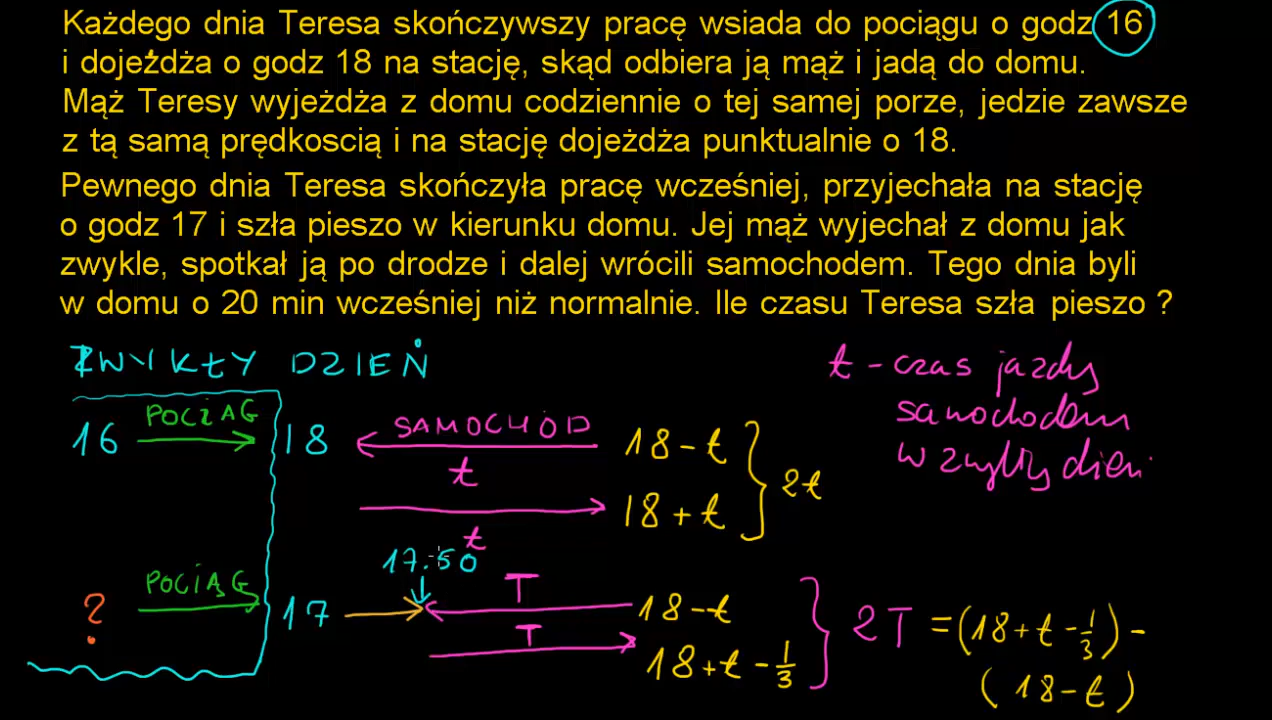 Każdego dnia Teresa skończywszy pracę wsiada do pociągu o godz 16
i dojeżdża o godz 18 na stację, skąd odbiera ją mąż i jadą do domu.
Mąż Teresy wyjeżdża z domu codziennie o tej samej porze, jedzie zawsze
z tą samą prędkoscią i na stację dojeżdża punktualnie o 18.
Pewnego dnia Teresa skończyła pracę wcześniej, przyjechała na stację
o godz 17 i szła pieszo w kierunku domu. Jej mąż wyjechał z domu jak
zwykle, spotkał ją po drodze i dalej wrócili samochodem. Tego dnia byli
w domu o 20 min wcześniej niż normalnie. Ile czasu Teresa szła pieszo ?
ZWYKŁY DZIEŃ
t - czas jazdy
samochodem
w zwykły dzień
16 POCIĄG 18 SAMOCHÓD 18-t
t
18+t
2t
t
17:50
? POCIĄG 17 T 18-t
T 18+t-1/3
2T = (18+t-1/3) -
(18-t)